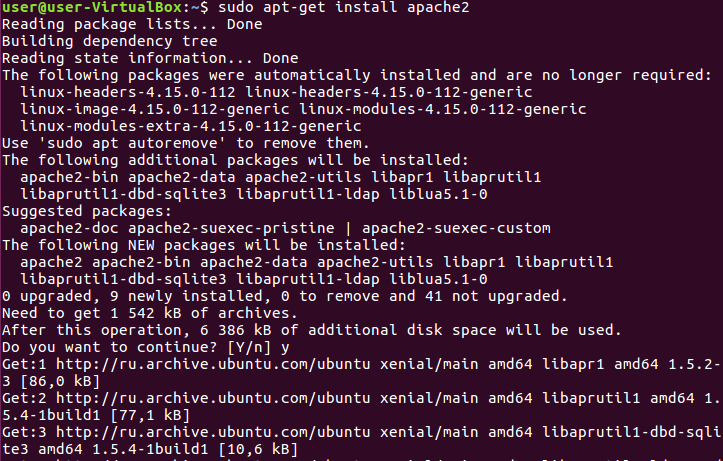 user@user-VirtualBox:~$ sudo apt-get install apache2
Reading package lists... Done
Building dependency tree
Reading state information... Done
The following packages were automatically installed and are no longer required:
  linux-headers-4.15.0-112 linux-headers-4.15.0-112-generic
  linux-image-4.15.0-112-generic linux-modules-4.15.0-112-generic
  linux-modules-extra-4.15.0-112-generic
Use 'sudo apt autoremove' to remove them.
The following additional packages will be installed:
  apache2-bin apache2-data apache2-utils libapr1 libaprutil1
  libaprutil1-dbd-sqlite3 libaprutil1-ldap liblua5.1-0
Suggested packages:
  apache2-doc apache2-suexec-pristine | apache2-suexec-custom
The following NEW packages will be installed:
  apache2 apache2-bin apache2-data apache2-utils libapr1 libaprutil1
  libaprutil1-dbd-sqlite3 libaprutil1-ldap liblua5.1-0
0 upgraded, 9 newly installed, 0 to remove and 41 not upgraded.
Need to get 1 542 kB of archives.
After this operation, 6 386 kB of additional disk space will be used.
Do you want to continue? [Y/n] y
Get:1 http://ru.archive.ubuntu.com/ubuntu xenial/main amd64 libapr1 amd64 1.5.2-
3 [86,0 kB]
Get:2 http://ru.archive.ubuntu.com/ubuntu xenial/main amd64 libaprutil1 amd64 1.
5.4-1build1 [77,1 kB]
Get:3 http://ru.archive.ubuntu.com/ubuntu xenial/main amd64 libaprutil1-dbd-sqli
te3 amd64 1.5.4-1build1 [10,6 kB]